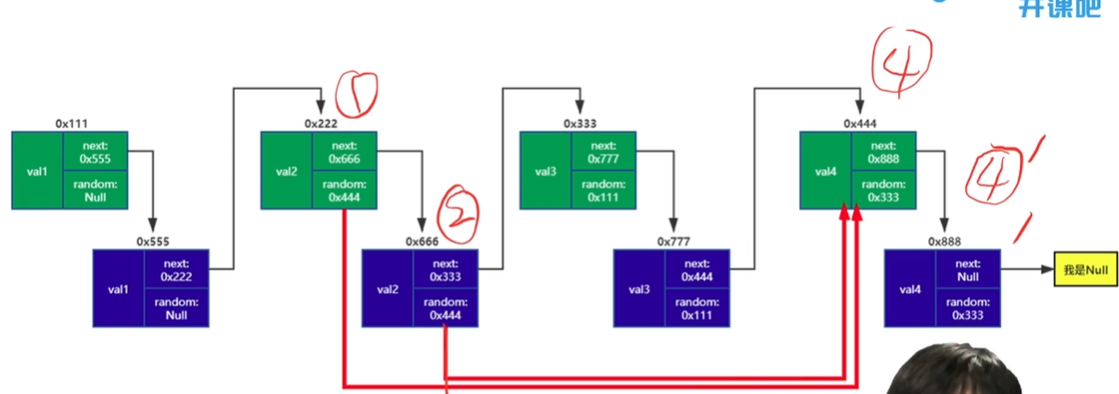 开课吧
④
①
0x111
0x222
0x333
0x444
val1
next:
0x555
random:
Null
val2
next:
0x666
random:
0x444
val3
next:
0x777
random:
0x111
val4
next:
0x888
random:
0x333
④'
②
0x555
0x666
0x777
0x888
val1
next:
0x222
random:
Null
val2
next:
0x333
random:
0x444
val3
next:
0x444
random:
0x111
val4
next:
Null
random:
0x333
我是Null